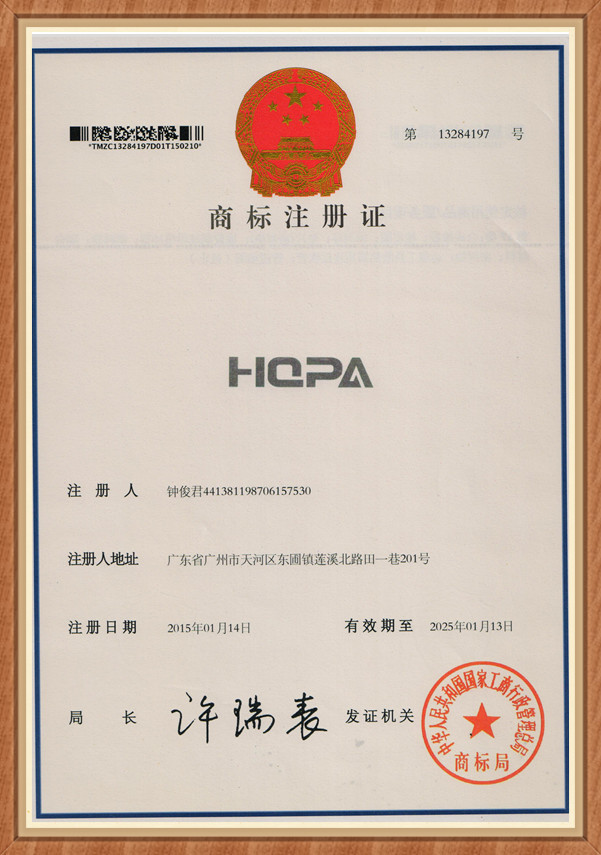 *TMZC13284197D01T150210*
第 13284197 号
商标注册证
HQPA
注册人 钟俊君441381198706157530
注册人地址 广东省广州市天河区东圃镇莲溪北路田一巷201号
注册日期 2015年01月14日 有效期至 2025年01月13日
局长 许瑞表 发证机关
中华人民共和国国家工商行政管理总局
商标局